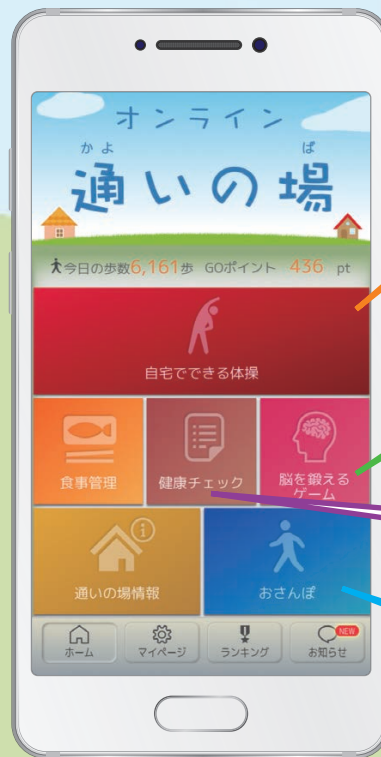 オンライン
かよ ば
通いの場
今日の歩数6,161歩 GOポイント 436 pt
自宅でできる体操
食事管理
健康チェック
脳を鍛える
ゲーム
通いの場情報
おさんぽ
ホーム
マイページ
ランキング
NEW
お知らせ